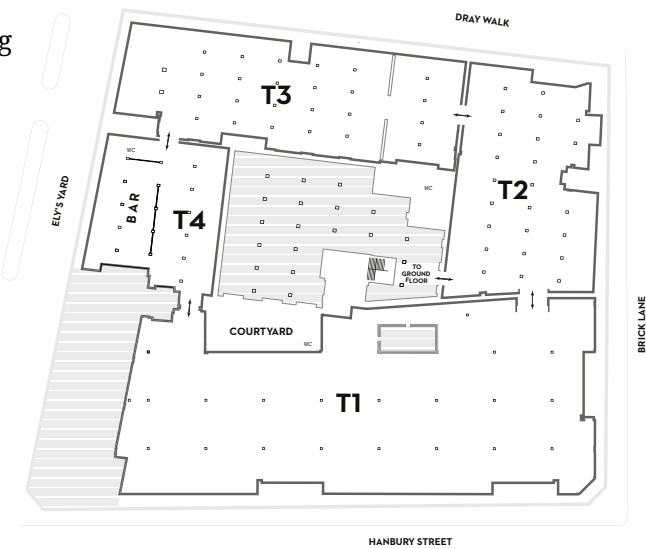 g
DRAY WALK
T3
WC
ELY'S YARD
BAR
T4
T2
WC
TO
GROUND
FLOOR
COURTYARD
WC
BRICK LANE
T1
HANBURY STREET